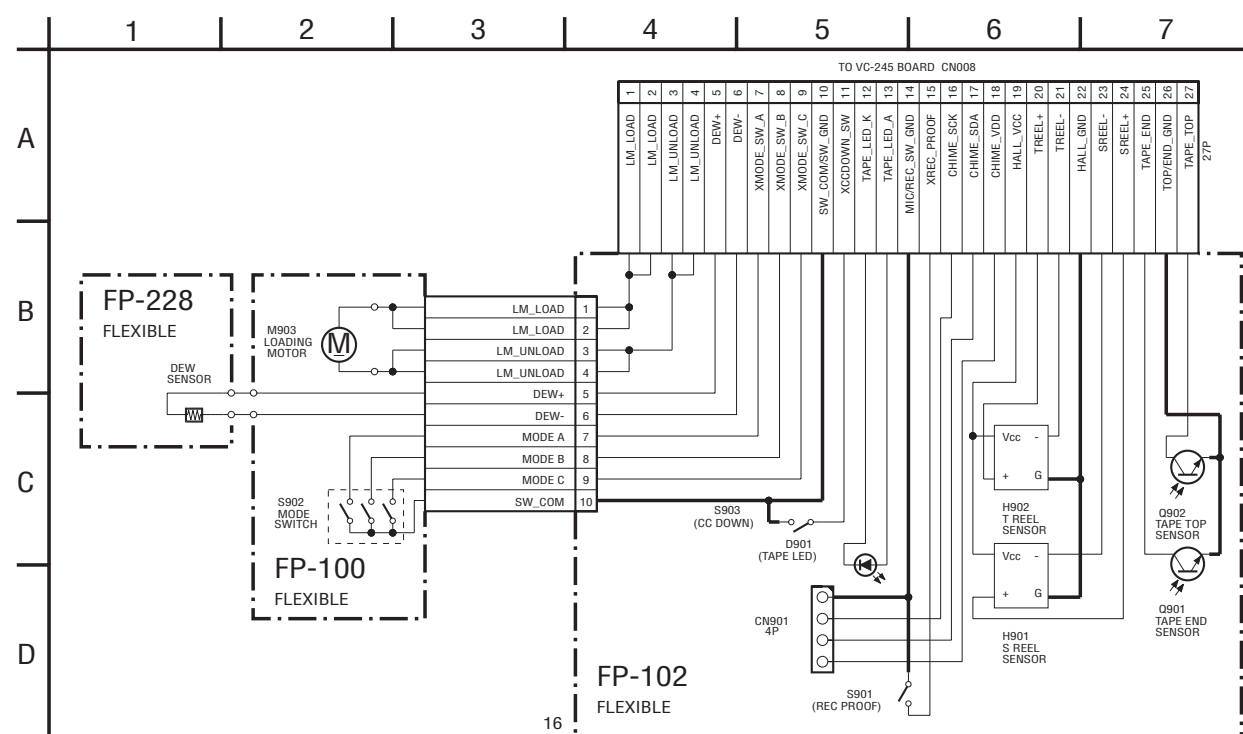 1 2 3 4 5 6 7
TO VC-245 BOARD CN008
1 2 3 4 5 6 7 8 9 10 11 12 13 14 15 16 17 18 19 20 21 22 23 24 25 26 27
LM_LOAD
LM_LOAD
LM_UNLOAD
LM_UNLOAD
DEW+
DEW-
XMODE_SW_A
XMODE_SW_B
XMODE_SW_C
SW_COM/SW_GND
XCCDOWN_SW
TAPE_LED_K
TAPE_LED_A
MIC/REC_SW_GND
XREC_PROOF
CHIME_SCK
CHIME_SDA
CHIME_VDD
HALL_VCC
TREEL+
TREEL-
HALL_GND
SREEL-
SREEL+
TAPE_END
TOP/END_GND
TAPE_TOP
27P
A
B
C
D
FP-228
FLEXIBLE
DEW
SENSOR
M903
LOADING
MOTOR
M
LM_LOAD 1
LM_LOAD 2
LM_UNLOAD 3
LM_UNLOAD 4
DEW+ 5
DEW- 6
MODE A 7
MODE B 8
MODE C 9
SW_COM 10
S902
MODE
SWITCH
FP-100
FLEXIBLE
S903
(CC DOWN)
D901
(TAPE LED)
CN901
4P
S901
(REC PROOF)
Vcc -
+ G
H902
T REEL
SENSOR
Vcc -
+ G
H901
S REEL
SENSOR
Q902
TAPE TOP
SENSOR
Q901
TAPE END
SENSOR
FP-102
FLEXIBLE
16